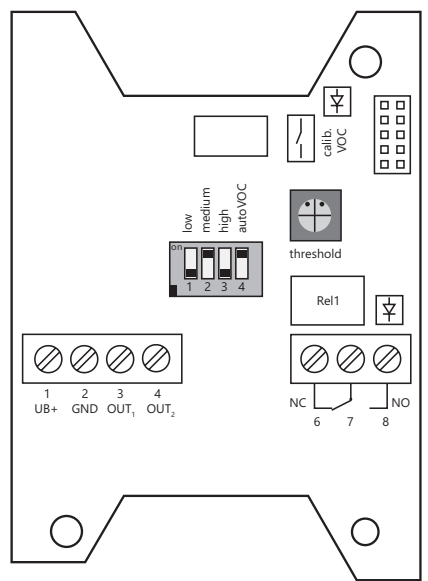 calib.
VOC
low
medium
high
autoVOC
on
1 2 3 4
threshold
Rel1
1 2 3 4
UB+ GND OUT₁ OUT₂
NC NO
6 7 8